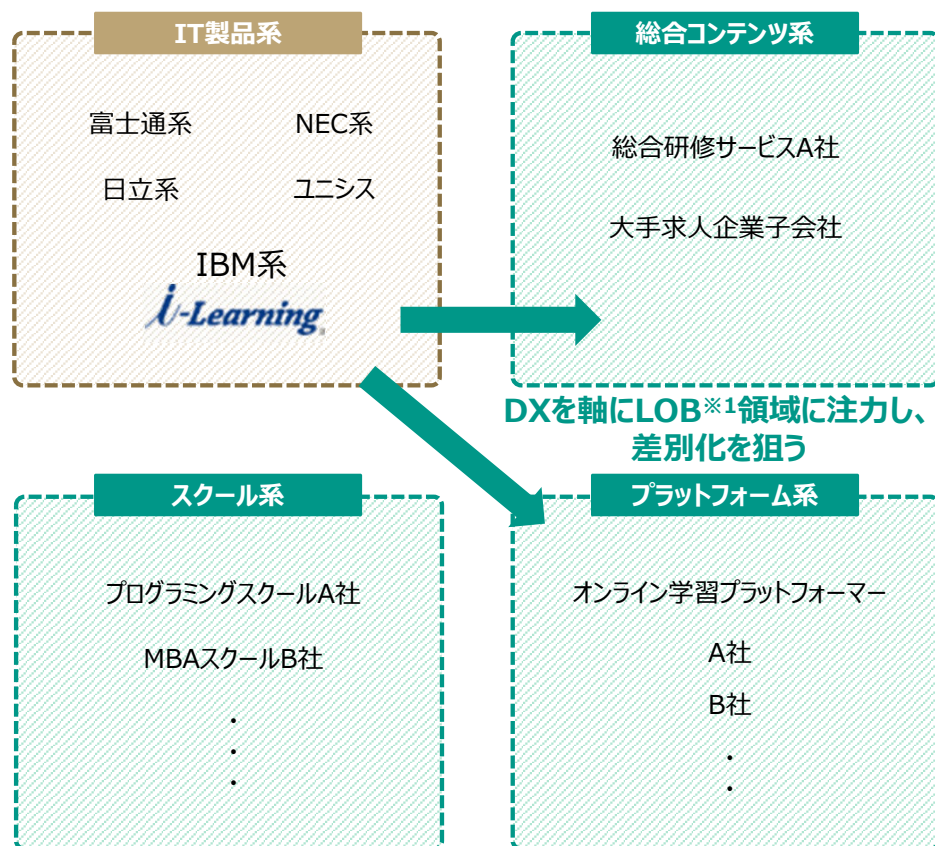 IT製品系
富士通系 NEC系
日立系 ユニシス
IBM系
i-Learning
総合コンテンツ系
総合研修サービスA社
大手求人企業子会社
DXを軸にLOB※1領域に注力し、
差別化を狙う
スクール系
プログラミングスクールA社
MBAスクールB社
・
・
・
プラットフォーム系
オンライン学習プラットフォーマー
A社
B社
・
・